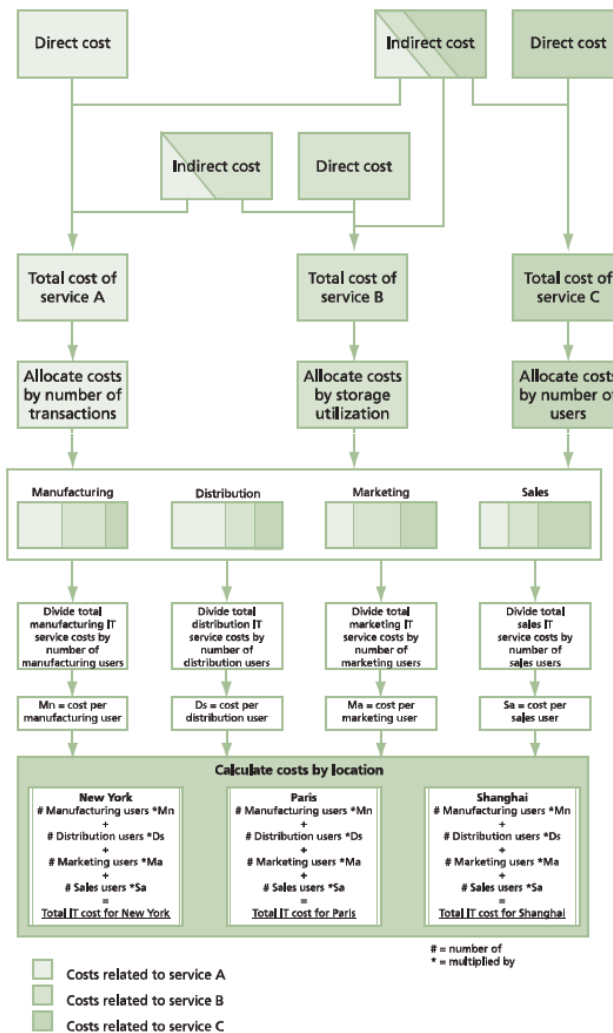 Direct cost
Indirect cost
Direct cost
Indirect cost
Direct cost
Total cost of
service A
Total cost of
service B
Total cost of
service C
Allocate costs
by number of
transactions
Allocate costs
by storage
utilization
Allocate costs
by number of
users
Manufacturing
Distribution
Marketing
Sales
Divide total
manufacturing IT
service costs by
number of
manufacturing users
Divide total
distribution IT
service costs by
number of
distribution users
Divide total
marketing IT
service costs by
number of
marketing users
Divide total
sales IT
service costs by
number of
sales users
Mn = cost per
manufacturing user
Ds = cost per
distribution user
Ma = cost per
marketing user
Sa = cost per
sales user
Calculate costs by location
New York
# Manufacturing users *Mn
+
# Distribution users *Ds
+
# Marketing users *Ma
+
# Sales users *Sa
=
Total IT cost for New York
Paris
# Manufacturing users *Mn
+
# Distribution users *Ds
+
# Marketing users *Ma
+
# Sales users *Sa
=
Total IT cost for Paris
Shanghai
# Manufacturing users *Mn
+
# Distribution users *Ds
+
# Marketing users *Ma
+
# Sales users *Sa
=
Total IT cost for Shanghai
# = number of
* = multiplied by
Costs related to service A
Costs related to service B
Costs related to service C